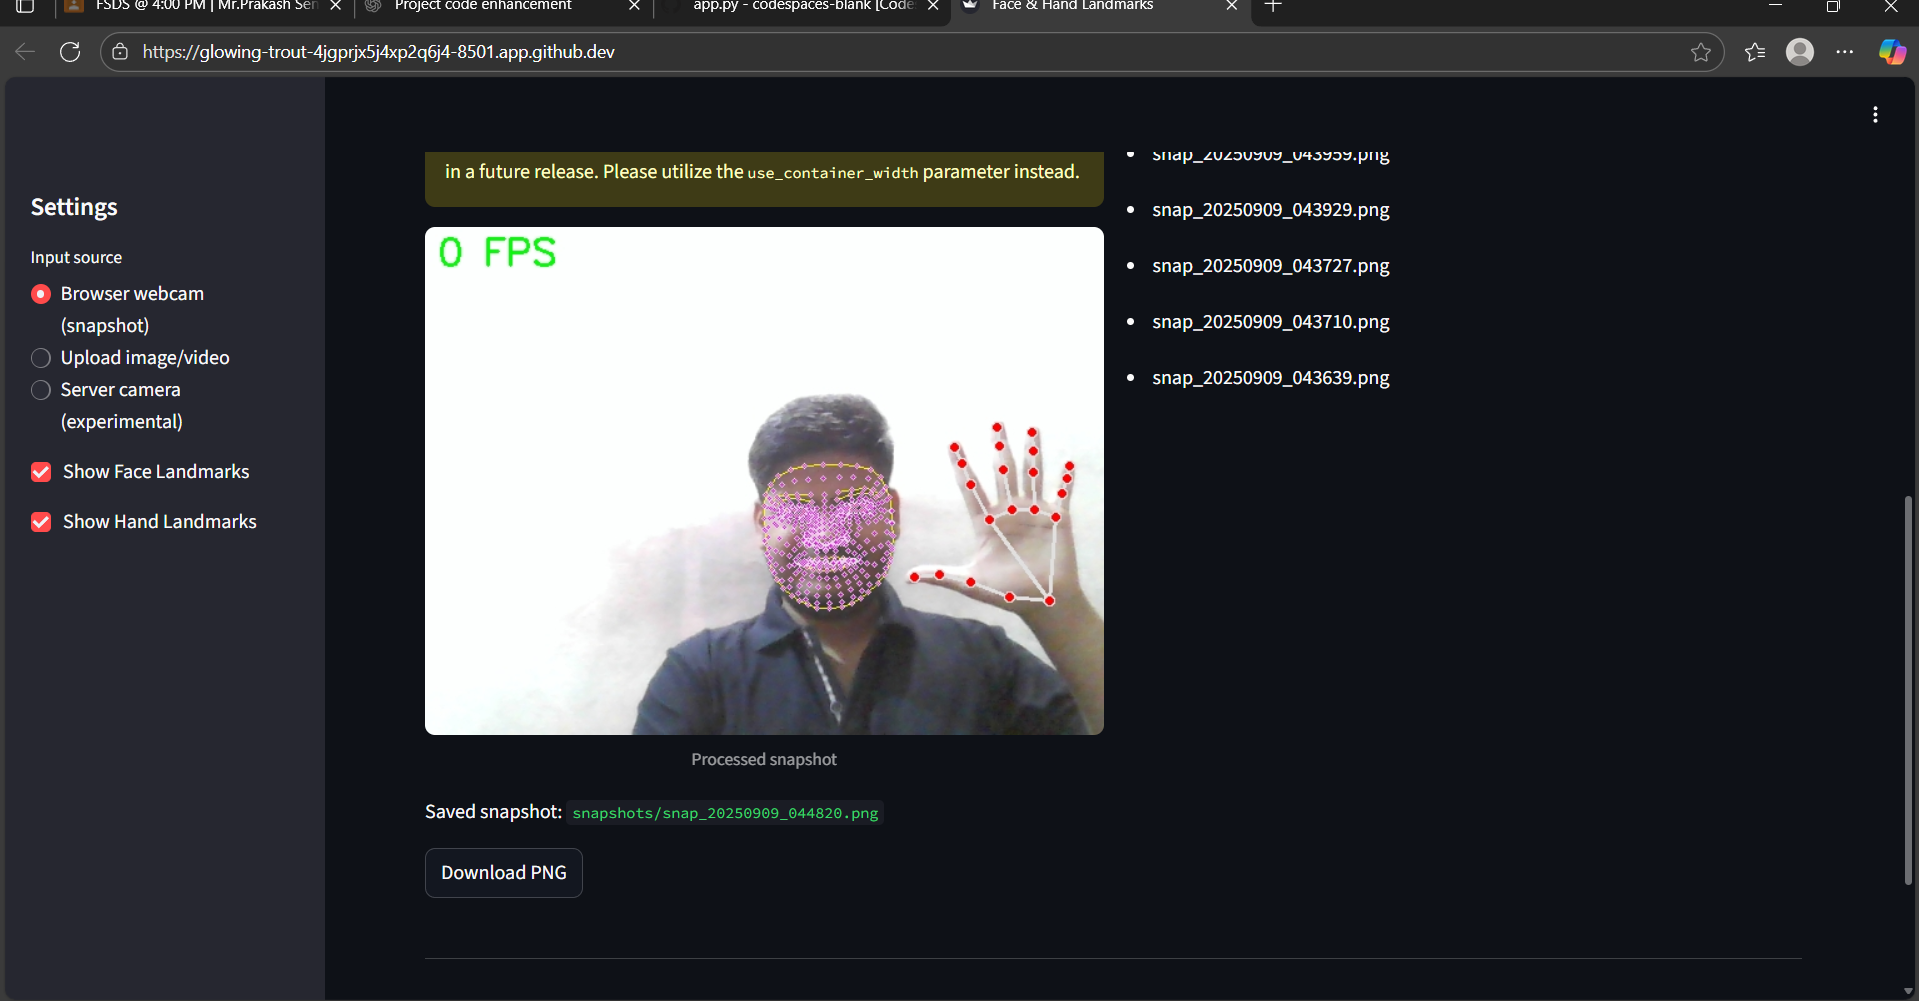 FSDS @ 4:00 PM | Mr.Prakash Sen
Project code enhancement
app.py - codespaces-blank [Code
Face & Hand Landmarks
https://glowing-trout-4jgprjx5j4xp2q6j4-8501.app.github.dev
Settings
Input source
Browser webcam
(snapshot)
Upload image/video
Server camera
(experimental)
Show Face Landmarks
Show Hand Landmarks
in a future release. Please utilize the use_container_width parameter instead.
0 FPS
Processed snapshot
Saved snapshot: snapshots/snap_20250909_044820.png
Download PNG
snap_20250909_043959.png
snap_20250909_043929.png
snap_20250909_043727.png
snap_20250909_043710.png
snap_20250909_043639.png